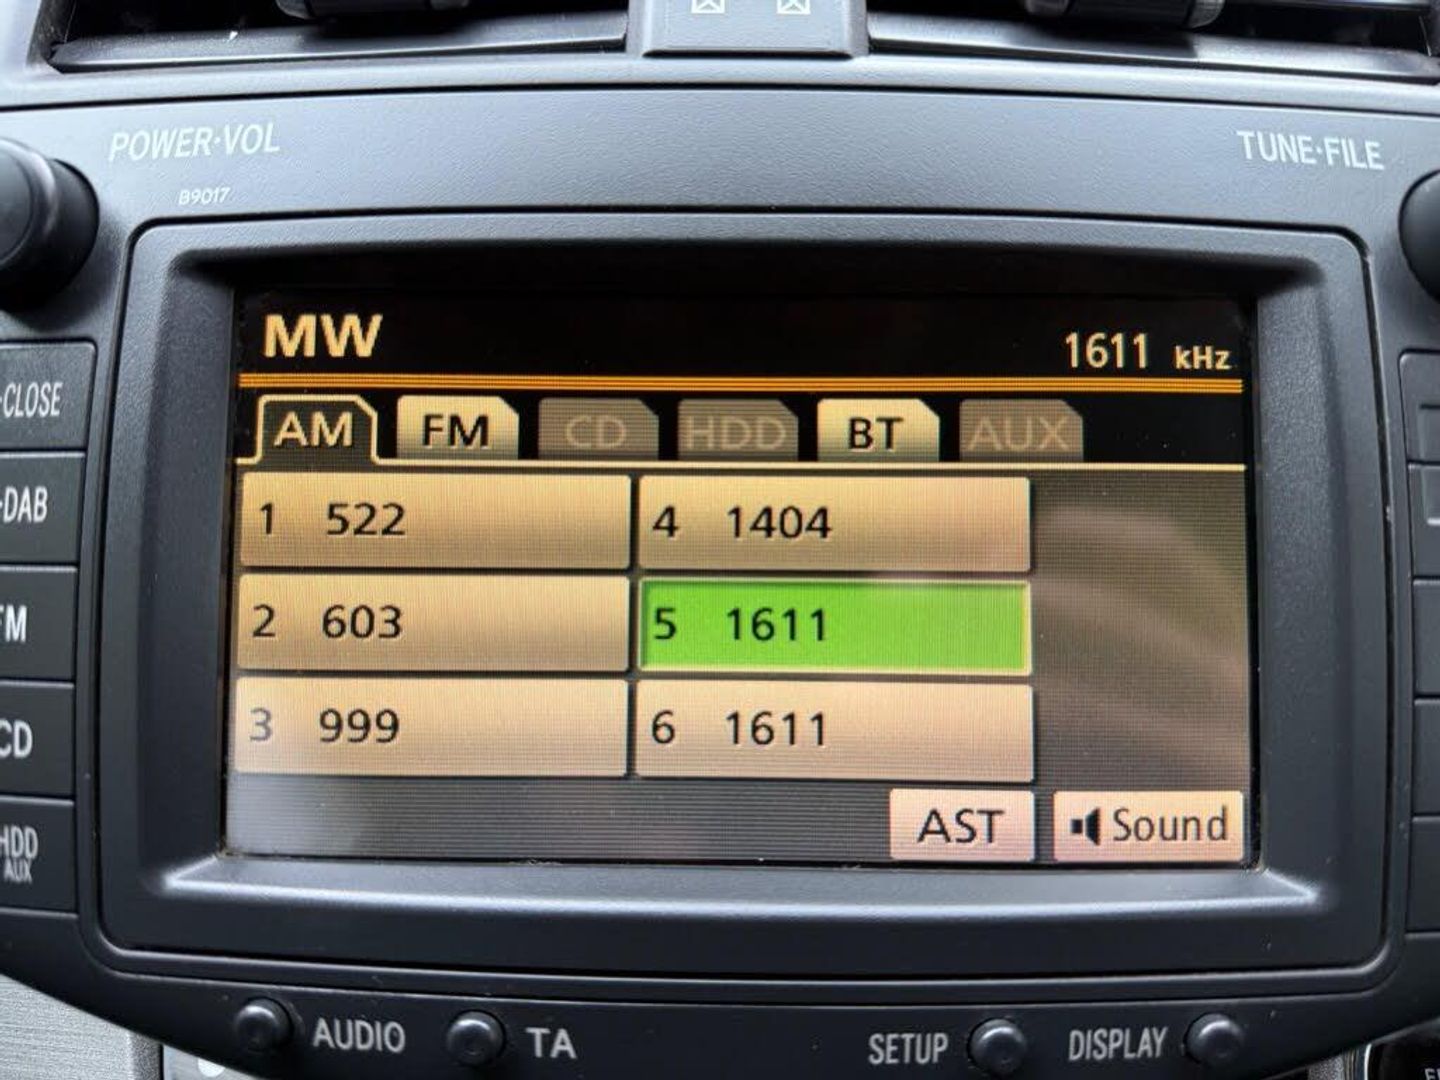 POWER·VOL
TUNE·FILE
B9017
MW
1611 kHz
AM FM CD HDD BT AUX
1 522
4 1404
2 603
5 1611
3 999
6 1611
AST
Sound
CLOSE
DAB
FM
CD
HDD
AUX
AUDIO
TA
SETUP
DISPLAY